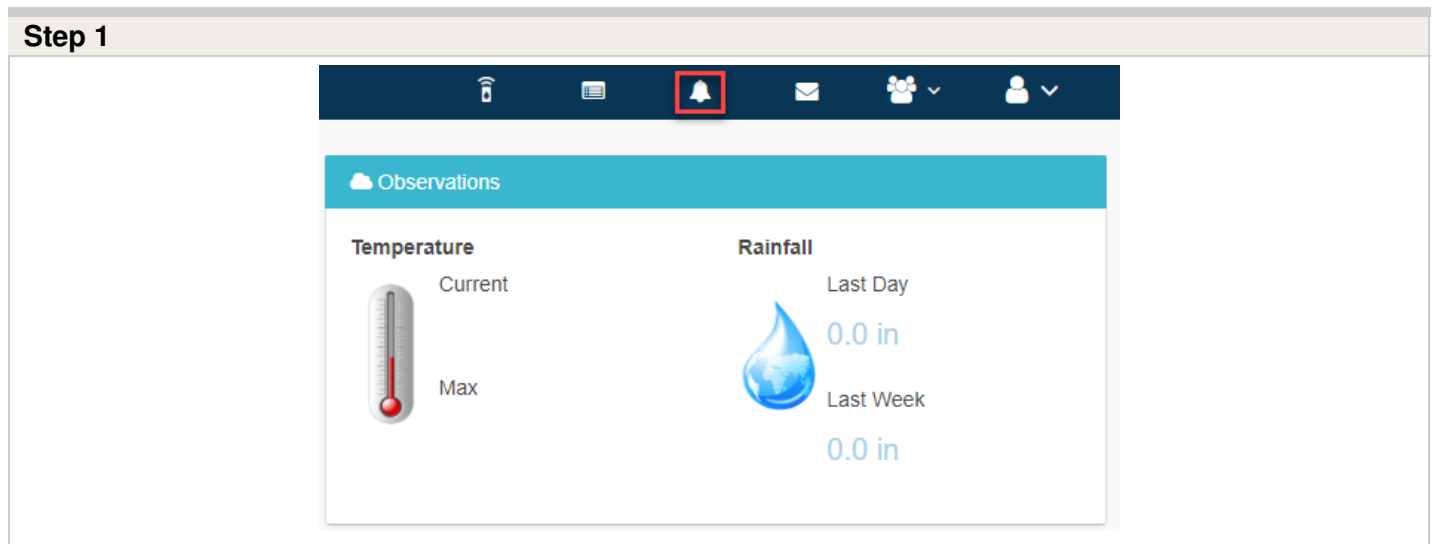 Step 1
Observations
Temperature
Current
Max
Rainfall
Last Day
0.0 in
Last Week
0.0 in